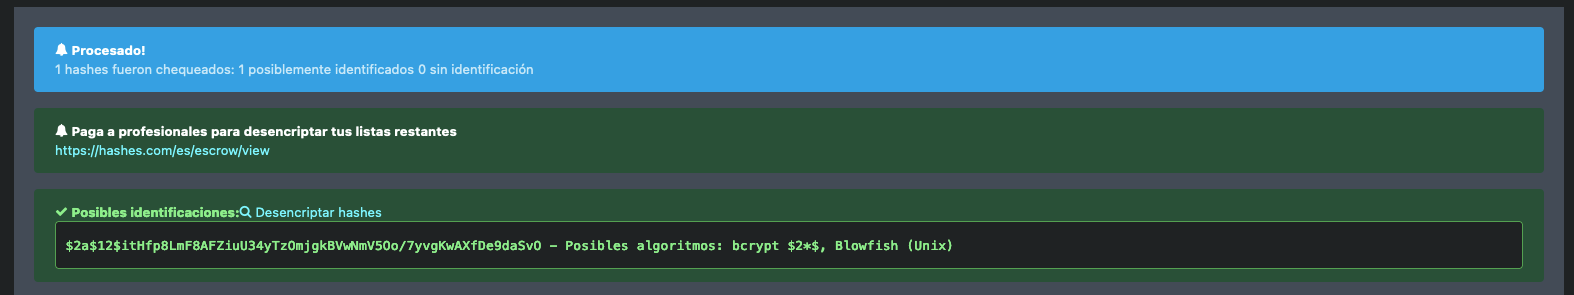 Procesado!
1 hashes fueron chequeados: 1 posiblemente identificados 0 sin identificación
Paga a profesionales para desencriptar tus listas restantes
https://hashes.com/es/escrow/view
Posibles identificaciones: Desencriptar hashes
$2a$12$itHfp8LmF8AFZiuU34yTzOmjgkBVwNmV5Oo/7yvgKwAXfDe9daSvO - Posibles algoritmos: bcrypt $2*$, Blowfish (Unix)